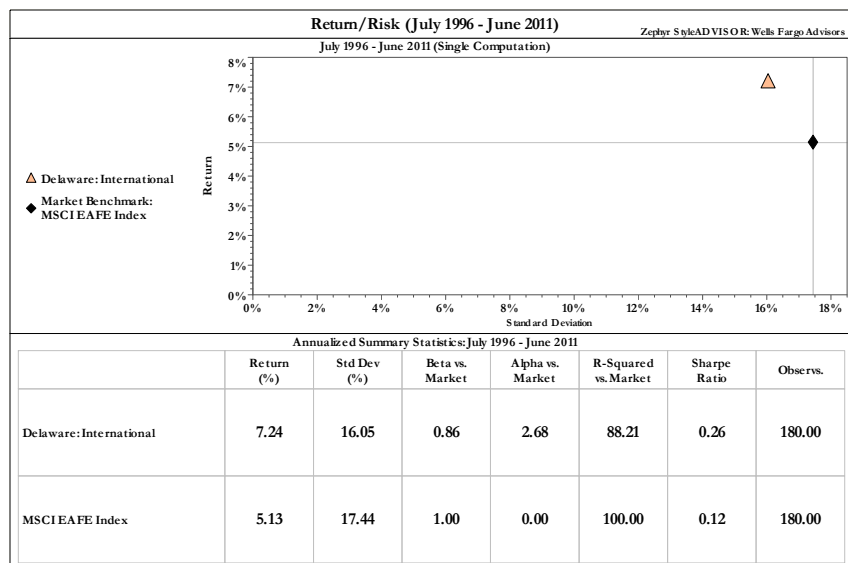 Return/Risk (July 1996 - June 2011)
Zephyr StyleADVISOR: Wells Fargo Advisors
July 1996 - June 2011 (Single Computation)
8%
7%
6%
5%
4%
3%
2%
1%
0%
Return
Delaware: International
Market Benchmark:
MSCI EAFE Index
0% 2% 4% 6% 8% 10% 12% 14% 16% 18%
Standard Deviation
Annualized Summary Statistics: July 1996 - June 2011
Return (%) Std Dev (%) Beta vs. Market Alpha vs. Market R-Squared vs. Market Sharpe Ratio Observs.
Delaware: International 7.24 16.05 0.86 2.68 88.21 0.26 180.00
MSCI EAFE Index 5.13 17.44 1.00 0.00 100.00 0.12 180.00